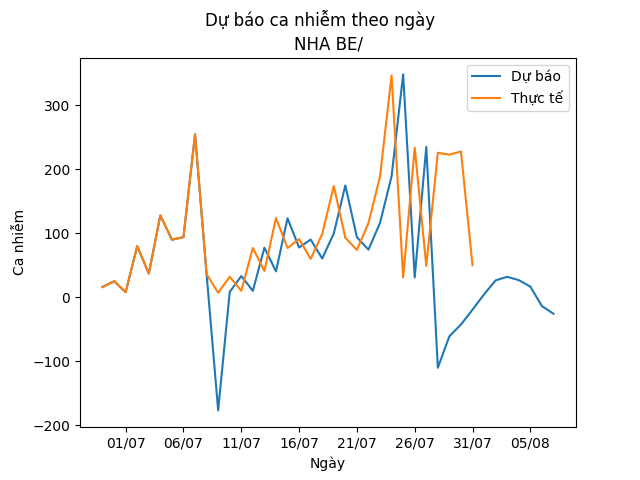 Dự báo ca nhiễm theo ngày
NHA BE/
Dự báo
Thực tế
Ca nhiễm
300
200
100
0
−100
−200
01/07 06/07 11/07 16/07 21/07 26/07 31/07 05/08
Ngày